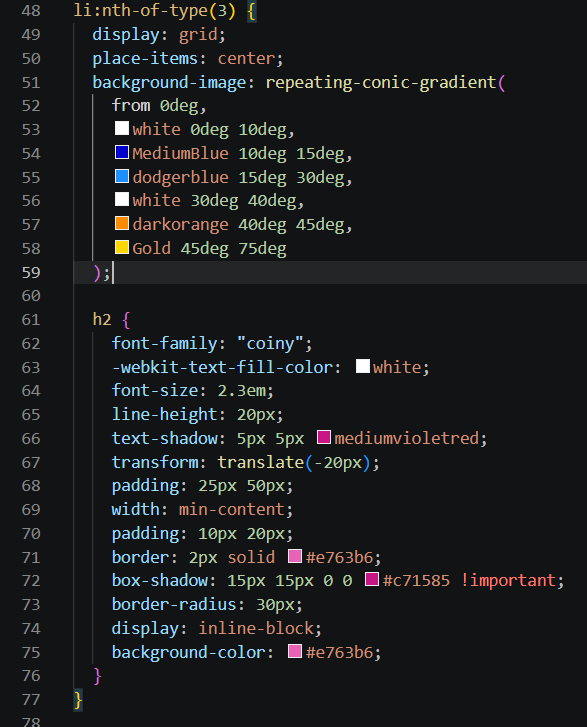 48 li:nth-of-type(3) {
49 display: grid;
50 place-items: center;
51 background-image: repeating-conic-gradient(
52 from 0deg,
53 white 0deg 10deg,
54 MediumBlue 10deg 15deg,
55 dodgerblue 15deg 30deg,
56 white 30deg 40deg,
57 darkorange 40deg 45deg,
58 Gold 45deg 75deg
59 );
60
61 h2 {
62 font-family: "coiny";
63 -webkit-text-fill-color: white;
64 font-size: 2.3em;
65 line-height: 20px;
66 text-shadow: 5px 5px mediumvioletred;
67 transform: translate(-20px);
68 padding: 25px 50px;
69 width: min-content;
70 padding: 10px 20px;
71 border: 2px solid #e763b6;
72 box-shadow: 15px 15px 0 0 #c71585 !important;
73 border-radius: 30px;
74 display: inline-block;
75 background-color: #e763b6;
76 }
77 }
78